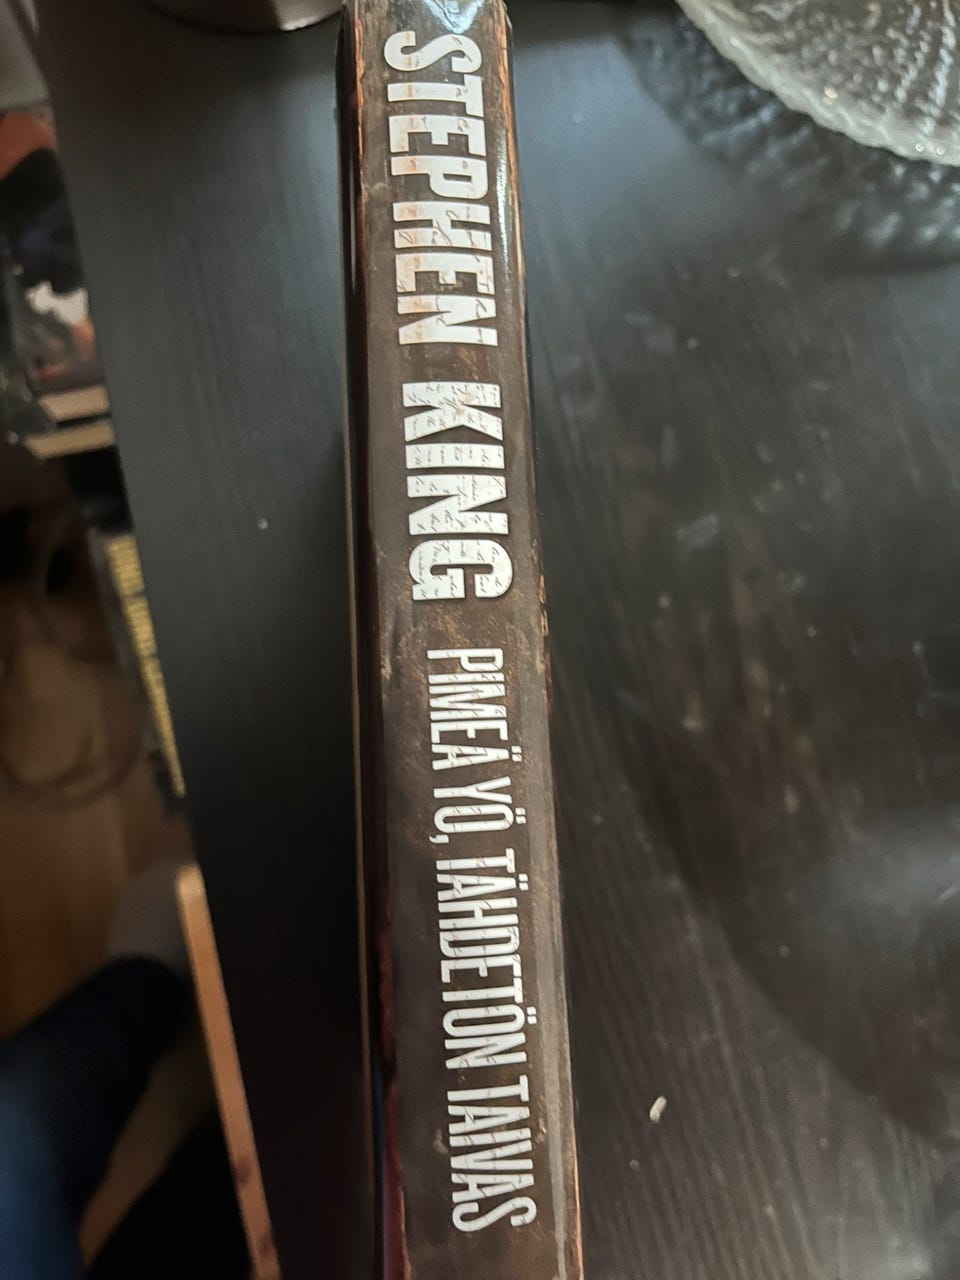 STEPHEN KING
PIMEÄ YÖ, TÄHDETÖN TAIVAS